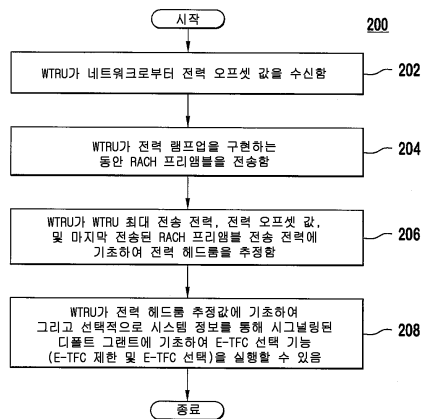 시작
200
WTRU가 네트워크로부터 전력 오프셋 값을 수신함
202
WTRU가 전력 램프업을 구현하는
동안 RACH 프리앰블을 전송함
204
WTRU가 WTRU 최대 전송 전력, 전력 오프셋 값,
및 마지막 전송된 RACH 프리앰블 전송 전력에
기초하여 전력 헤드룸을 추정함
206
WTRU가 전력 헤드룸 추정값에 기초하여
그리고 선택적으로 시스템 정보를 통해 시그널링된
디폴트 그랜트에 기초하여 E-TFC 선택 기능
(E-TFC 제한 및 E-TFC 선택)을 실행할 수 있음
208
종료